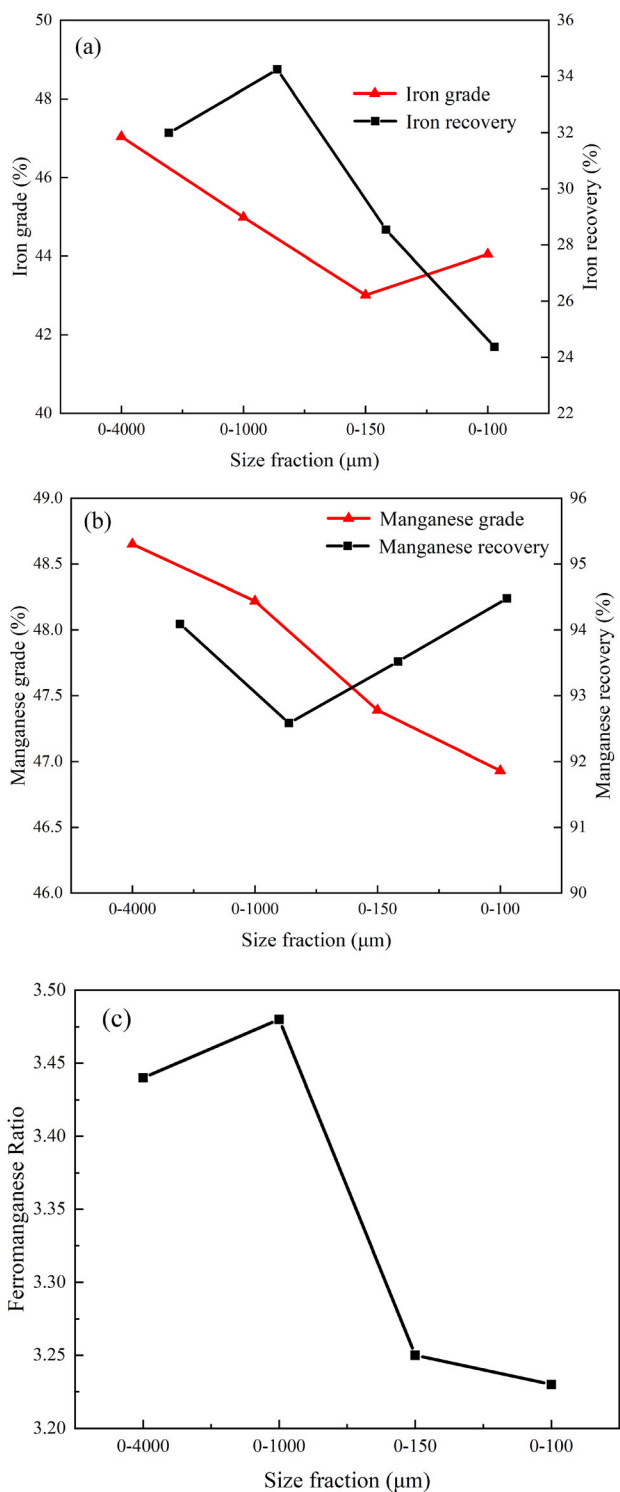 (a)
Iron grade
Iron recovery
50
48
46
44
42
40
Iron grade (%)
36
34
32
30
28
26
24
22
Iron recovery (%)
0-4000 0-1000 0-150 0-100
Size fraction (μm)
(b)
Manganese grade
Manganese recovery
49.0
48.5
48.0
47.5
47.0
46.5
46.0
Manganese grade (%)
96
95
94
93
92
91
90
Manganese recovery (%)
0-4000 0-1000 0-150 0-100
Size fraction (μm)
(c)
3.50
3.45
3.40
3.35
3.30
3.25
3.20
Ferromanganese Ratio
0-4000 0-1000 0-150 0-100
Size fraction (μm)